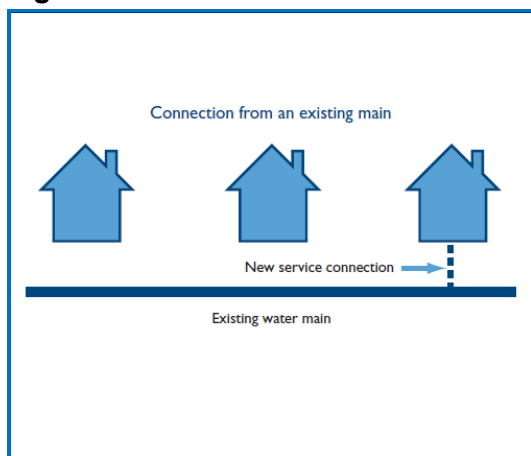 Connection from an existing main
New service connection
Existing water main